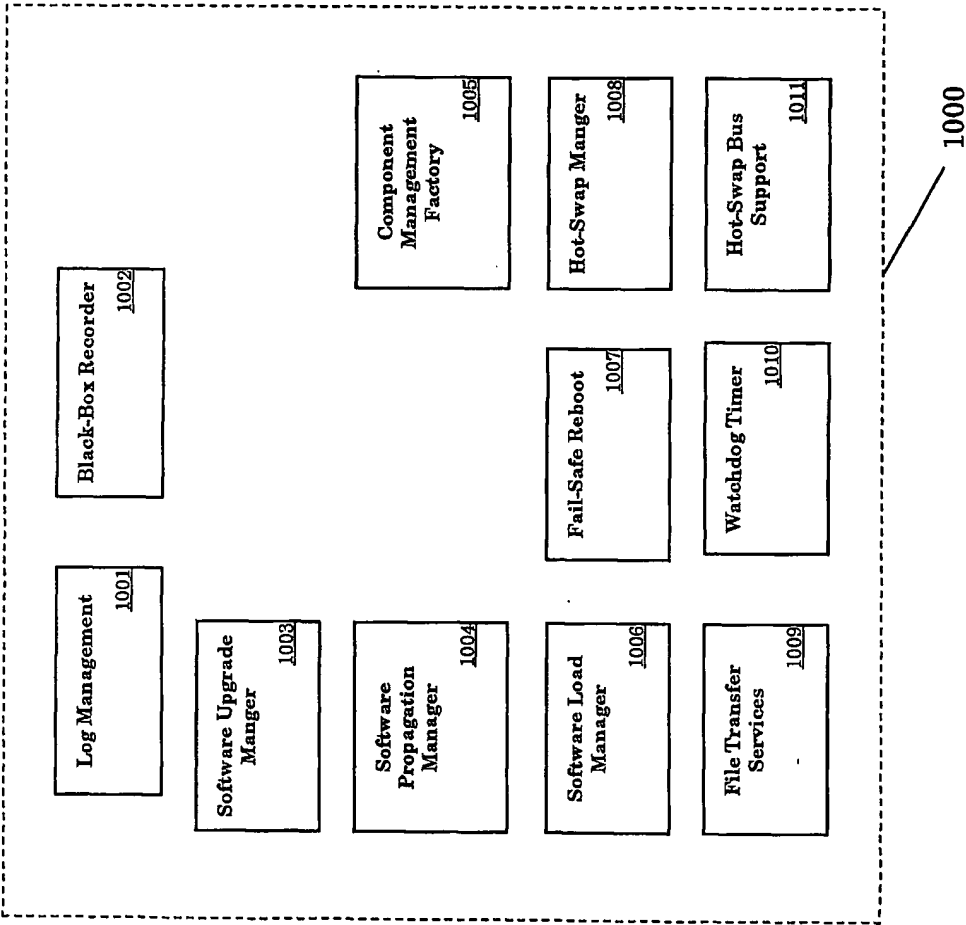 Log Management
1001
Black-Box Recorder
1002
Software Upgrade
Manger
1003
Software
Propagation
Manager
1004
Component
Management
Factory
1005
Software Load
Manager
1006
Fail-Safe Reboot
1007
Hot-Swap Manger
1008
File Transfer
Services
1009
Watchdog Timer
1010
Hot-Swap Bus
Support
1011
1000